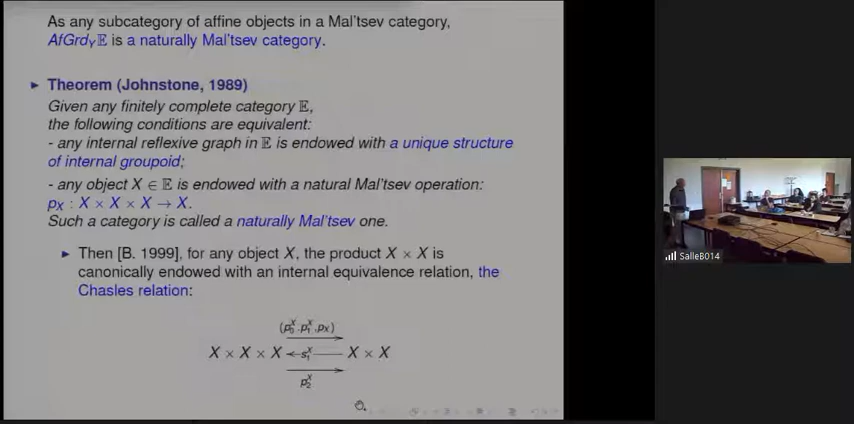 As any subcategory of affine objects in a Mal'tsev category,
AfGrd_Y 𝔼 is a naturally Mal'tsev category.
► Theorem (Johnstone, 1989)
Given any finitely complete category 𝔼,
the following conditions are equivalent:
- any internal reflexive graph in 𝔼 is endowed with a unique structure
of internal groupoid;
- any object X ∈ 𝔼 is endowed with a natural Mal'tsev operation:
p_X : X × X × X → X.
Such a category is called a naturally Mal'tsev one.
► Then [B. 1999], for any object X, the product X × X is
canonically endowed with an internal equivalence relation, the
Chasles relation:
(p_0^X.p_1^X,p_X)
X × X × X ← s_1^X — X × X
p_2^X
SalleB014